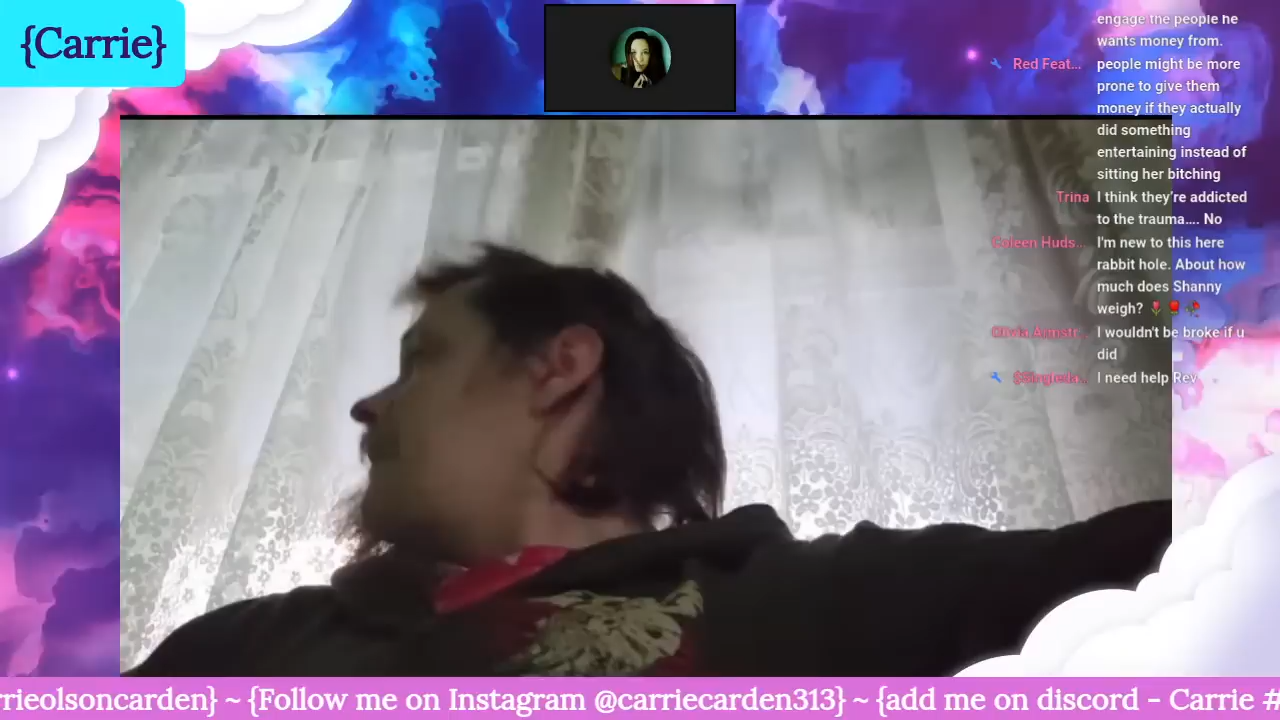 {Carrie}
engage the people he
wants money from.
Red Feat... people might be more
prone to give them
money if they actually
did something
entertaining instead of
sitting her bitching
Trina I think they're addicted
to the trauma.... No
Coleen Huds... I'm new to this here
rabbit hole. About how
much does Shanny
weigh? 🌷🌹🥀
Olivia Armstr... I wouldn't be broke if u
did
I need help Rev
rrieolsoncarden} ~ {Follow me on Instagram @carriecarden313} ~ {add me on discord - Carrie #